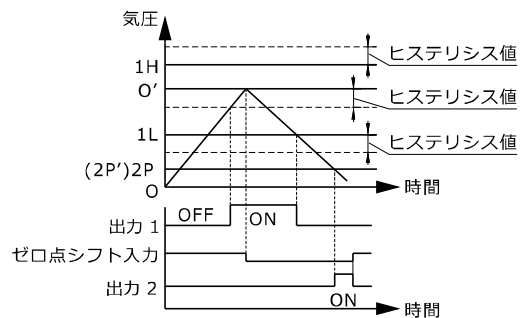 気圧
ヒステリシス値
1H
O′
ヒステリシス値
1L
ヒステリシス値
(2P′)2P
O
時間
OFF
ON
出力 1
ゼロ点シフト入力
出力 2
ON
時間